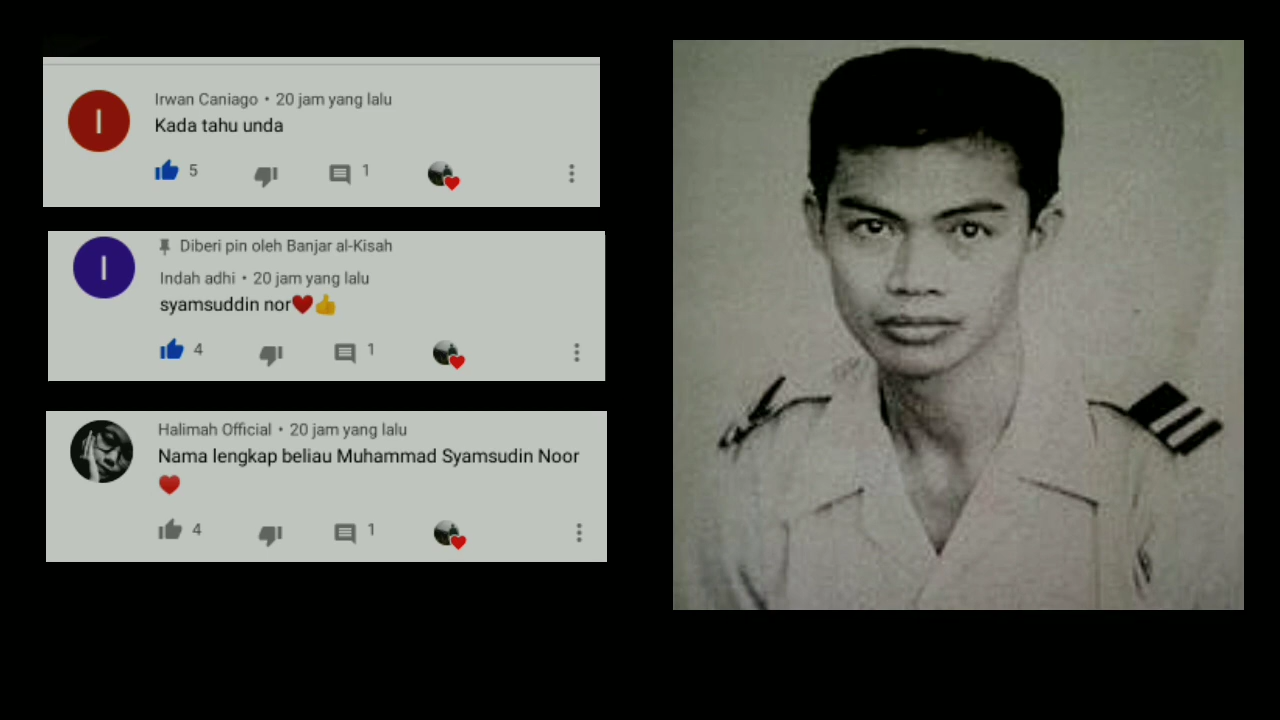 I
Irwan Caniago • 20 jam yang lalu
Kada tahu unda
5 1
Diberi pin oleh Banjar al-Kisah
I
Indah adhi • 20 jam yang lalu
syamsuddin nor❤️👍
4 1
Halimah Official • 20 jam yang lalu
Nama lengkap beliau Muhammad Syamsudin Noor
❤️
4 1